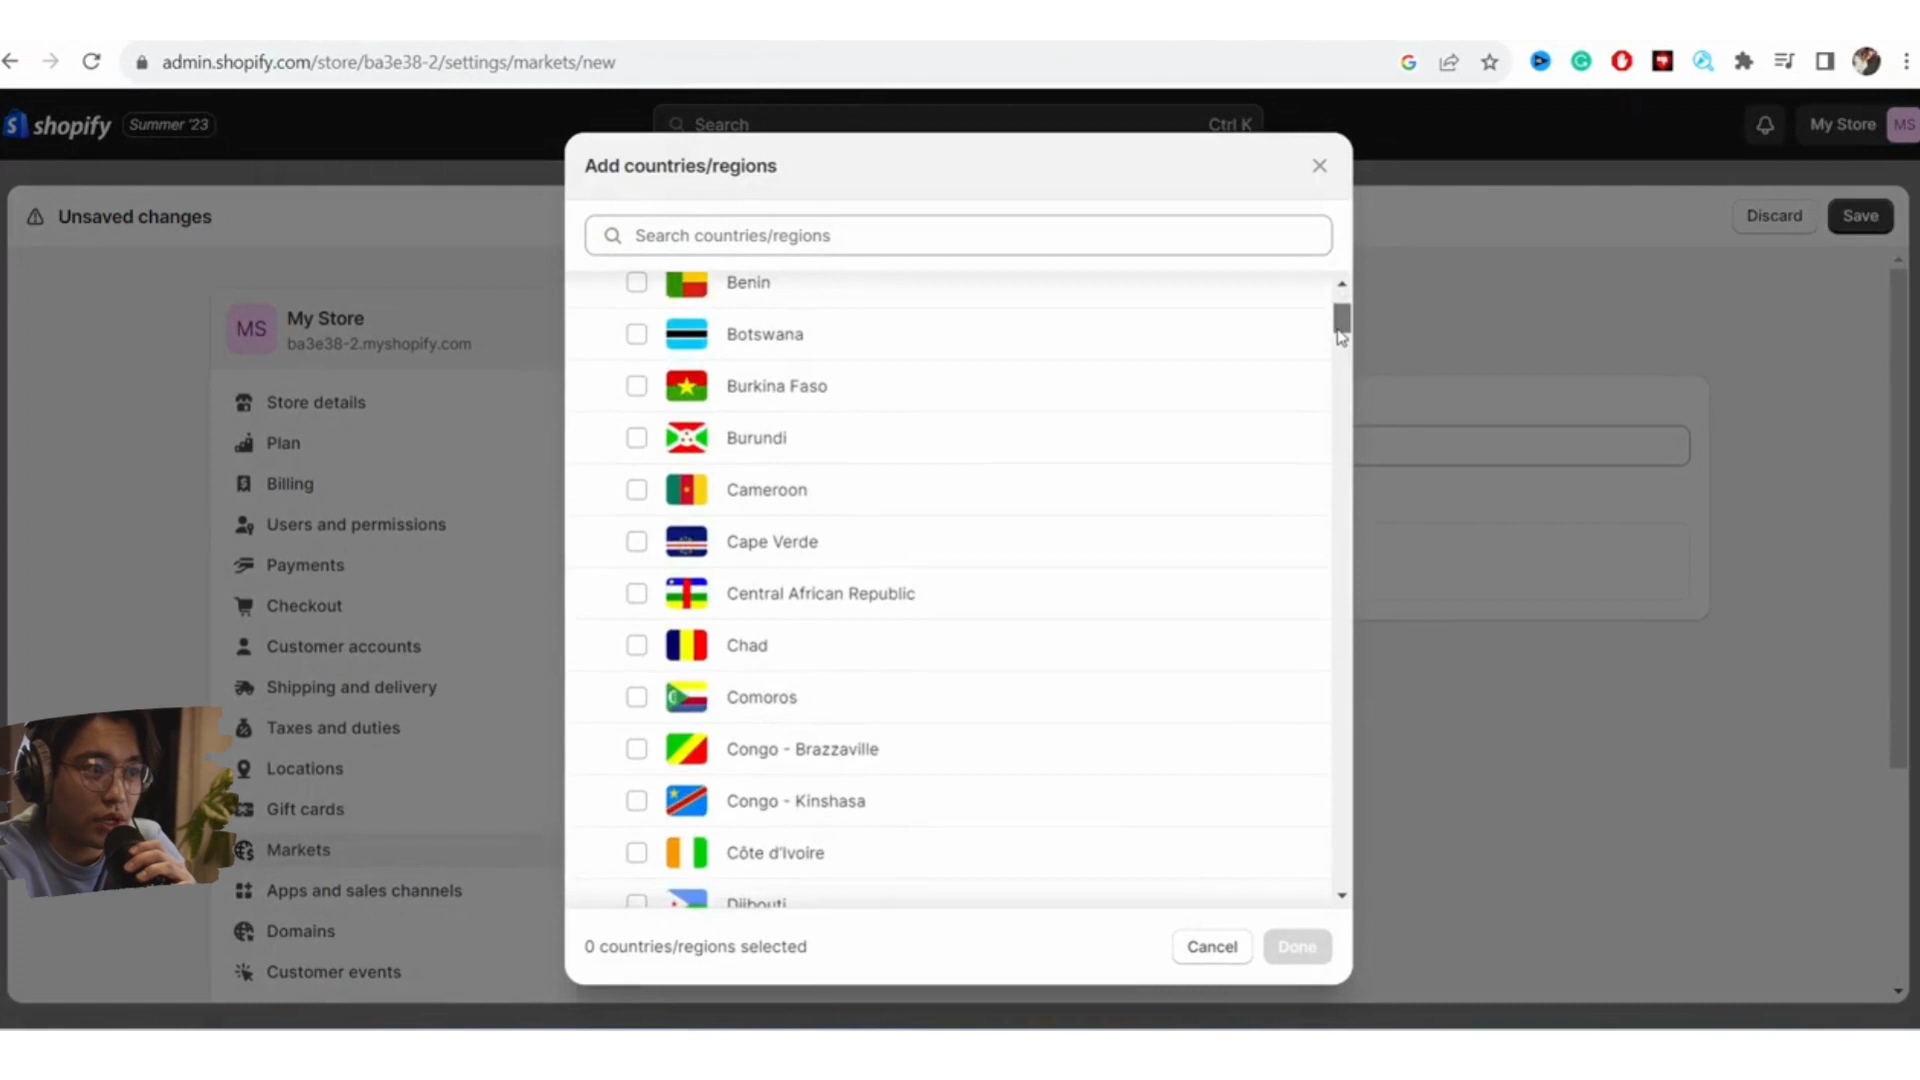 admin.shopify.com/store/ba3e38-2/settings/markets/new
shopify
Summer '23
Search
Ctrl K
My Store
MS
Unsaved changes
Discard
Save
MS
My Store
ba3e38-2.myshopify.com
Store details
Plan
Billing
Users and permissions
Payments
Checkout
Customer accounts
Shipping and delivery
Taxes and duties
Locations
Gift cards
Markets
Apps and sales channels
Domains
Customer events
Add countries/regions
Search countries/regions
Benin
Botswana
Burkina Faso
Burundi
Cameroon
Cape Verde
Central African Republic
Chad
Comoros
Congo - Brazzaville
Congo - Kinshasa
Côte d'Ivoire
Djibouti
0 countries/regions selected
Cancel
Done